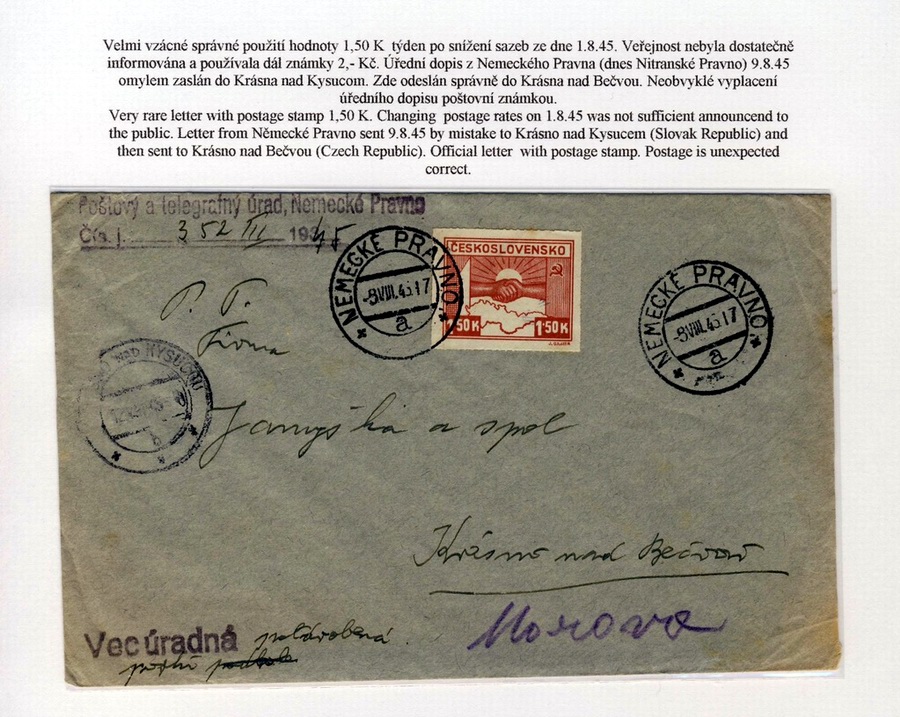 Velmi vzácné správné použití hodnoty 1,50 K týden po snížení sazeb ze dne 1.8.45. Veřejnost nebyla dostatečně
informována a používala dál známky 2,- Kč. Úřední dopis z Nemeckého Pravna (dnes Nitranské Pravno) 9.8.45
omylem zaslán do Krásna nad Kysucom. Zde odeslán správně do Krásna nad Bečvou. Neobvyklé vyplacení
úředního dopisu poštovní známkou.
Very rare letter with postage stamp 1,50 K. Changing postage rates on 1.8.45 was not sufficient announcend to
the public. Letter from Německé Pravno sent 9.8.45 by mistake to Krásno nad Kysucem (Slovak Republic) and
then sent to Krásno nad Bečvou (Czech Republic). Official letter with postage stamp. Postage is unexpected
correct.
Poštový a telegrafný úrad, Nemecké Pravno
Čís. j. 352 III 1945
NEMECKÉ PRAVNO
-8.VIII.45.17
a
ČESKOSLOVENSKO
1·50K 1·50K
NEMECKÉ PRAVNO
-8.VIII.45.17
a
P. T.
Firma
NAD KYSUCOU
Jamyška a spol
Krásno nad Bečvou
Morava
Vec úradná